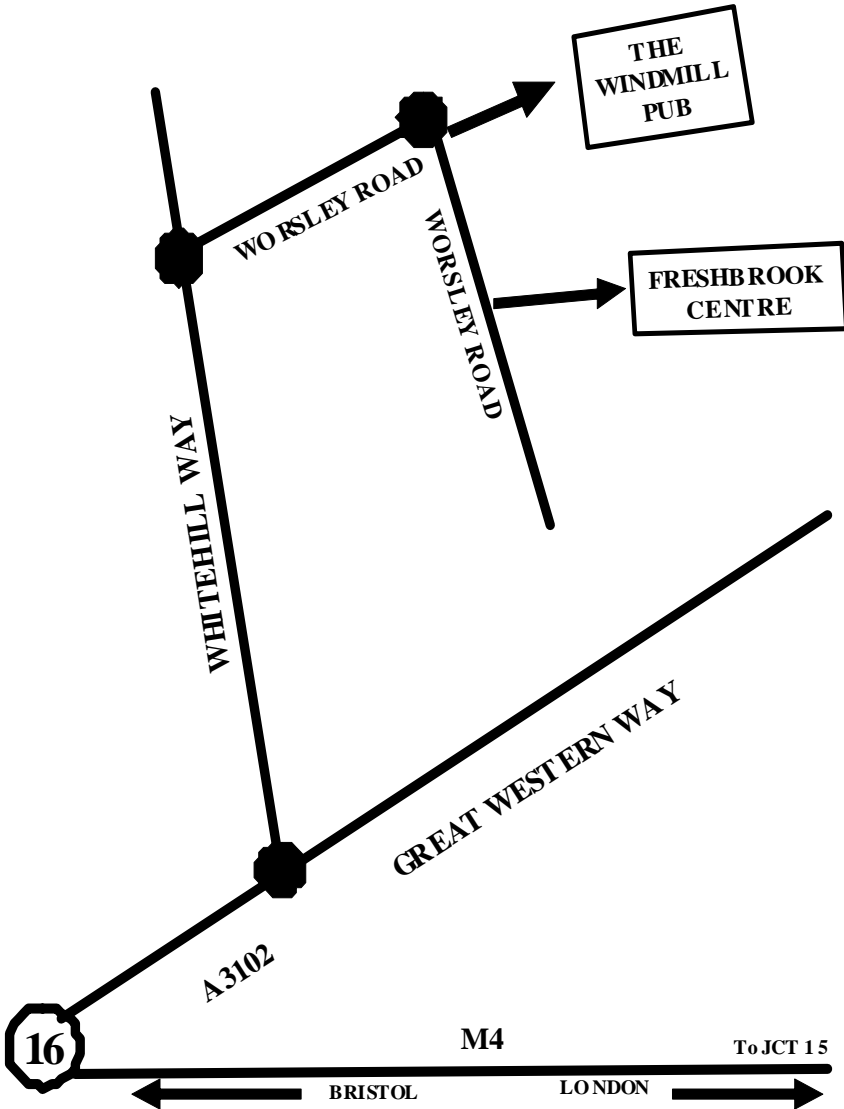 THE
WINDMILL
PUB
WORSLEY ROAD
WORSLEY ROAD
FRESHBROOK
CENTRE
WHITEHILL WAY
GREAT WESTERN WAY
A3102
16
M4
To JCT 15
BRISTOL
LONDON